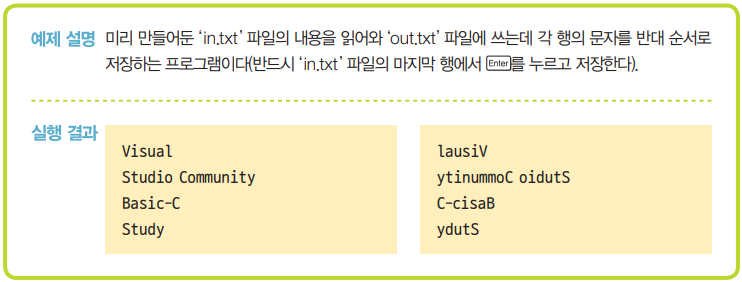 예제 설명
미리 만들어둔 ‘in.txt’ 파일의 내용을 읽어와 ‘out.txt’ 파일에 쓰는데 각 행의 문자를 반대 순서로
저장하는 프로그램이다(반드시 ‘in.txt’ 파일의 마지막 행에서 Enter를 누르고 저장한다).
실행 결과
Visual
Studio Community
Basic-C
Study
lausiV
ytinummoC oidutS
C-cisaB
ydutS